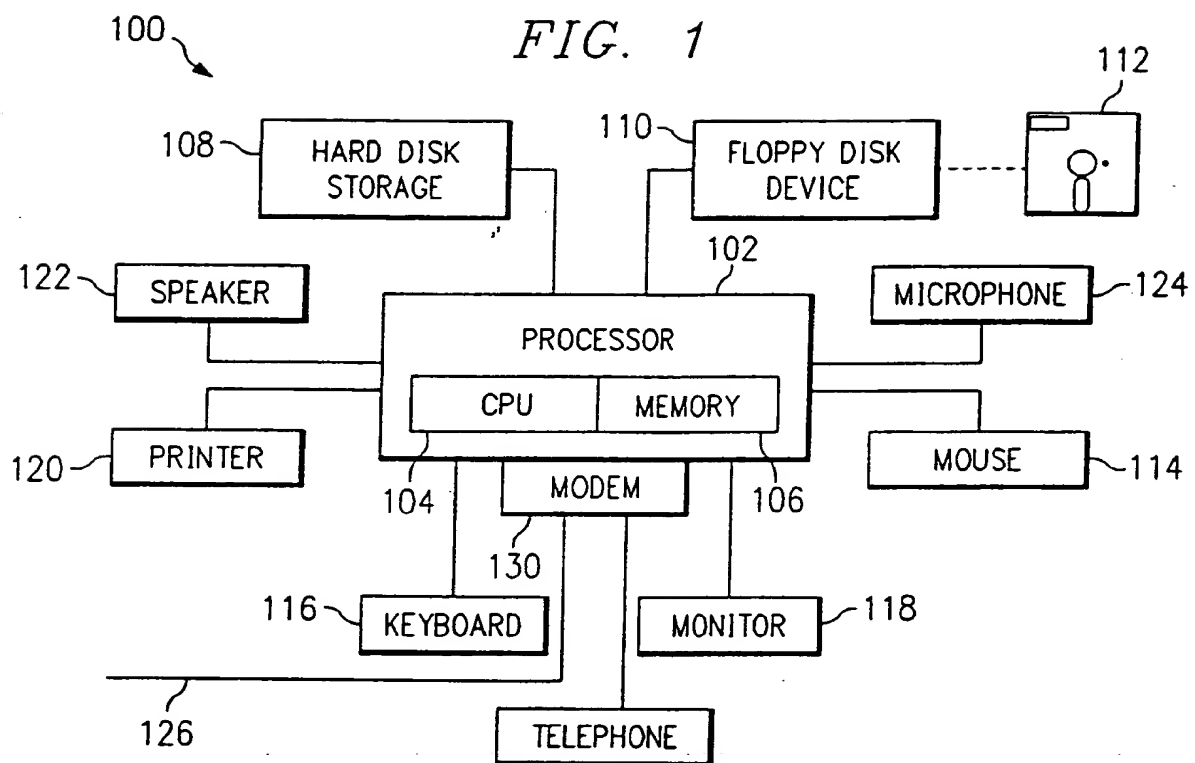 FIG. 1
100
112
108
HARD DISK
STORAGE
110
FLOPPY DISK
DEVICE
102
122
SPEAKER
MICROPHONE
124
PROCESSOR
CPU
MEMORY
120
PRINTER
MOUSE
114
104
MODEM
106
130
116
KEYBOARD
MONITOR
118
126
TELEPHONE